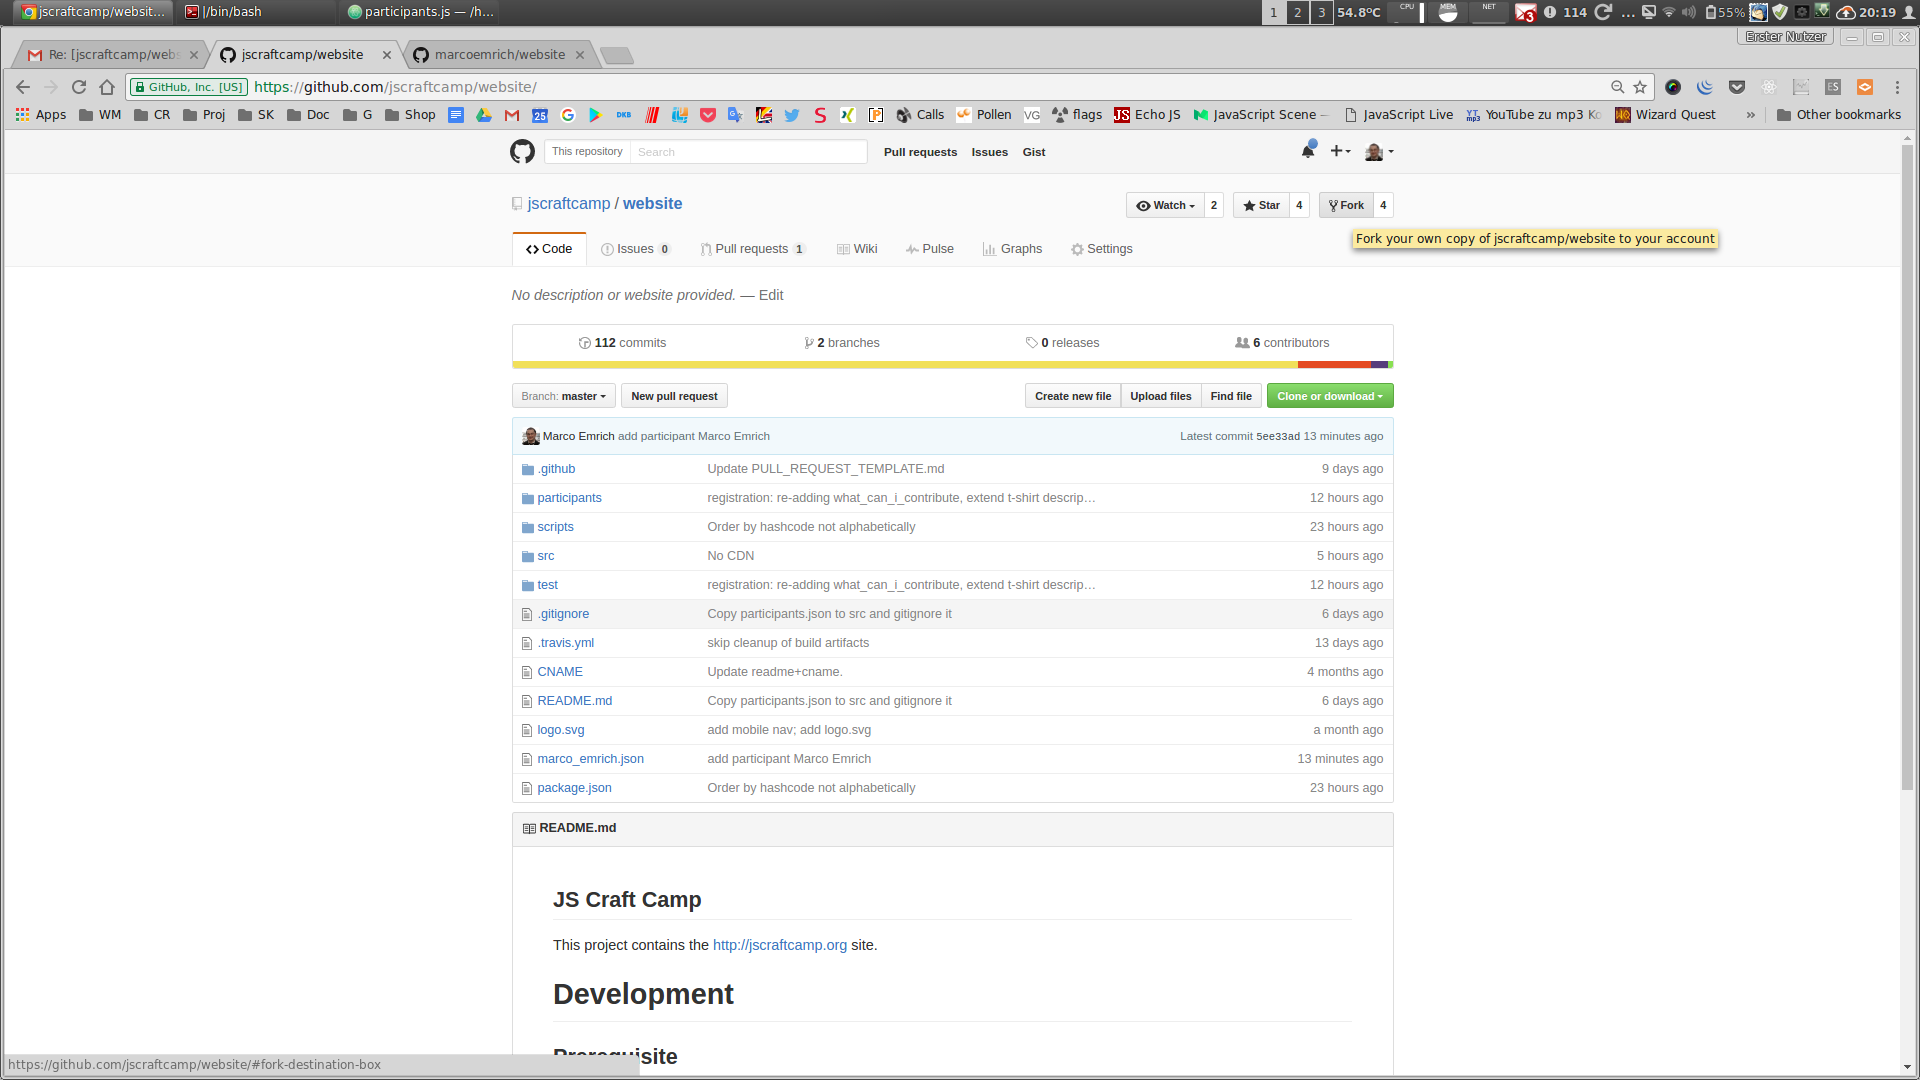 jscraftcamp/websit...
|/bin/bash
participants.js — /h...
1 2 3 54.8ºC CPU MEM NET 3 114 ... 55% 20:19
Re: [jscraftcamp/webs
jscraftcamp/website
marcoemrich/website
Erster Nutzer
GitHub, Inc. [US] https://github.com/jscraftcamp/website/
Apps WM CR Proj SK Doc G Shop DKB Calls Pollen VG flags Echo JS JavaScript Scene JavaScript Live YouTube zu mp3 Ko Wizard Quest » Other bookmarks
This repository Search Pull requests Issues Gist
jscraftcamp / website
Watch 2 Star 4 Fork 4
Code Issues 0 Pull requests 1 Wiki Pulse Graphs Settings
Fork your own copy of jscraftcamp/website to your account
No description or website provided. — Edit
112 commits 2 branches 0 releases 6 contributors
Branch: master New pull request Create new file Upload files Find file Clone or download
Marco Emrich add participant Marco Emrich Latest commit 5ee33ad 13 minutes ago
.github Update PULL_REQUEST_TEMPLATE.md 9 days ago
participants registration: re-adding what_can_i_contribute, extend t-shirt descrip… 12 hours ago
scripts Order by hashcode not alphabetically 23 hours ago
src No CDN 5 hours ago
test registration: re-adding what_can_i_contribute, extend t-shirt descrip… 12 hours ago
.gitignore Copy participants.json to src and gitignore it 6 days ago
.travis.yml skip cleanup of build artifacts 13 days ago
CNAME Update readme+cname. 4 months ago
README.md Copy participants.json to src and gitignore it 6 days ago
logo.svg add mobile nav; add logo.svg a month ago
marco_emrich.json add participant Marco Emrich 13 minutes ago
package.json Order by hashcode not alphabetically 23 hours ago
README.md
JS Craft Camp
This project contains the http://jscraftcamp.org site.
Development
Prerequisite
https://github.com/jscraftcamp/website/#fork-destination-box